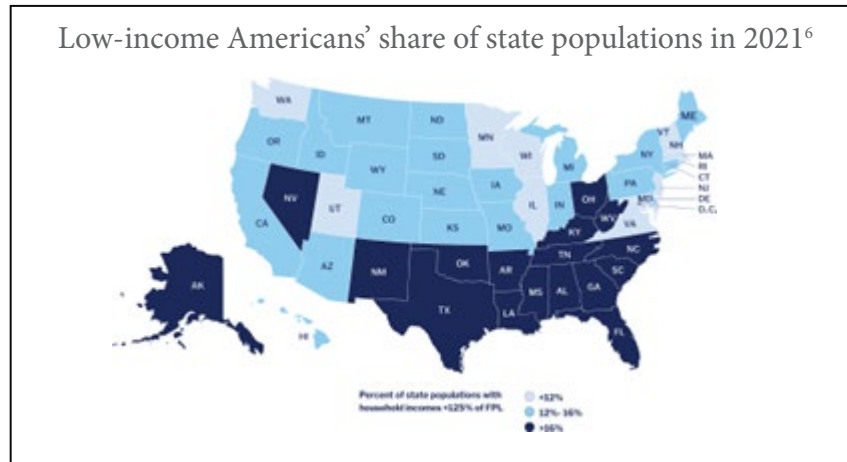 Low-income Americans’ share of state populations in 2021⁶
WA
MT
ND
MN
VT
ME
OR
ID
SD
WI
NY
NH
MA
RI
CT
WY
MI
NJ
DE
D.C.
IA
PA
NE
MD
NV
UT
CO
IL
IN
OH
WV
VA
CA
KS
MO
KY
AZ
NM
OK
AR
TN
NC
SC
TX
LA
MS
AL
GA
FL
AK
HI
Percent of state populations with
household incomes <125% of FPL
<12%
12%-16%
>16%